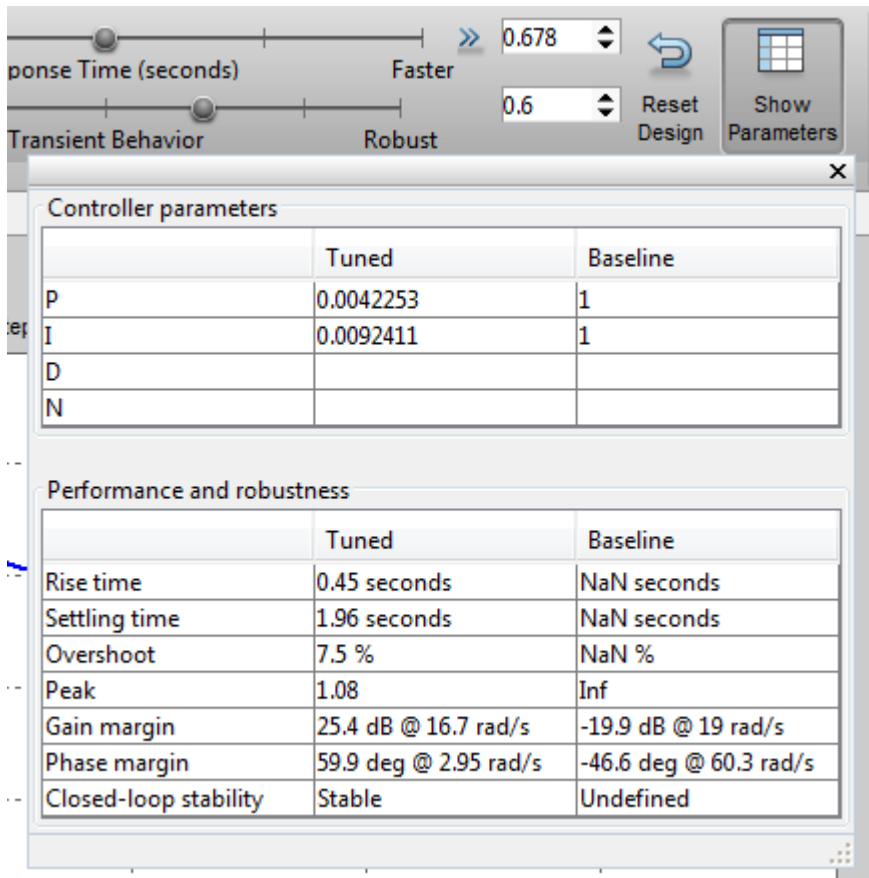 0.678
ponse Time (seconds) Faster
0.6
Transient Behavior Robust
Reset Design
Show Parameters
Controller parameters
Tuned Baseline
P 0.0042253 1
I 0.0092411 1
D
N
Performance and robustness
Tuned Baseline
Rise time 0.45 seconds NaN seconds
Settling time 1.96 seconds NaN seconds
Overshoot 7.5 % NaN %
Peak 1.08 Inf
Gain margin 25.4 dB @ 16.7 rad/s -19.9 dB @ 19 rad/s
Phase margin 59.9 deg @ 2.95 rad/s -46.6 deg @ 60.3 rad/s
Closed-loop stability Stable Undefined